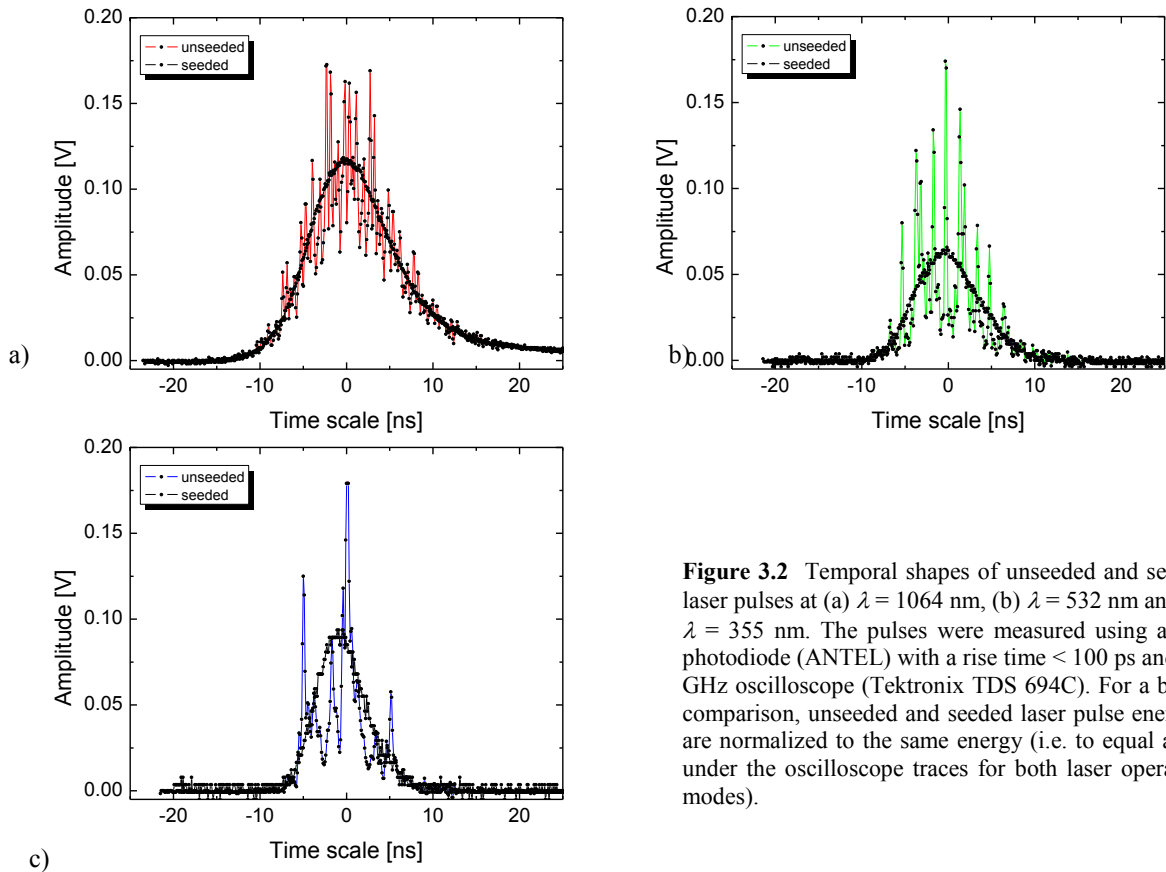 0.20
0.15
0.10
0.05
0.00
Amplitude [V]
unseeded
seeded
-20 -10 0 10 20
Time scale [ns]
a)
0.20
0.15
0.10
0.05
0.00
Amplitude [V]
unseeded
seeded
-20 -10 0 10 20
Time scale [ns]
b)
0.20
0.15
0.10
0.05
0.00
Amplitude [V]
unseeded
seeded
-20 -10 0 10 20
Time scale [ns]
c)
Figure 3.2 Temporal shapes of unseeded and se
laser pulses at (a) λ = 1064 nm, (b) λ = 532 nm an
λ = 355 nm. The pulses were measured using a
photodiode (ANTEL) with a rise time < 100 ps and
GHz oscilloscope (Tektronix TDS 694C). For a b
comparison, unseeded and seeded laser pulse ener
are normalized to the same energy (i.e. to equal a
under the oscilloscope traces for both laser opera
modes).